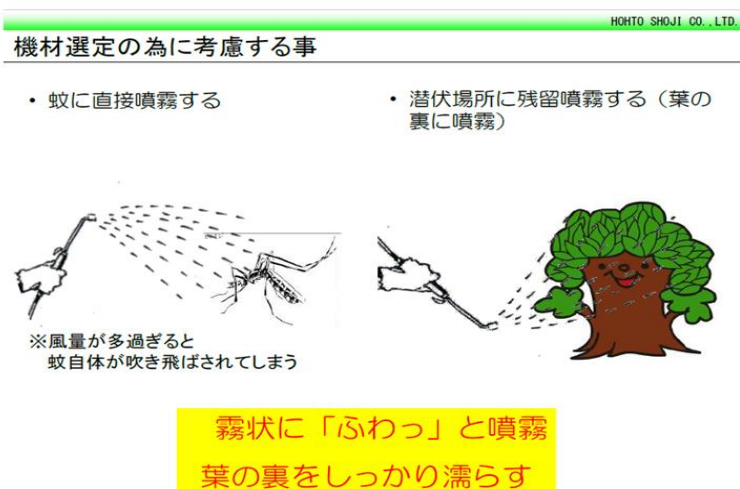 HOHTO SHOJI CO.,LTD.
機材選定の為に考慮する事
• 蚊に直接噴霧する
• 潜伏場所に残留噴霧する（葉の
裏に噴霧）
※風量が多過ぎると
蚊自体が吹き飛ばされてしまう
霧状に「ふわっ」と噴霧
葉の裏をしっかり濡らす